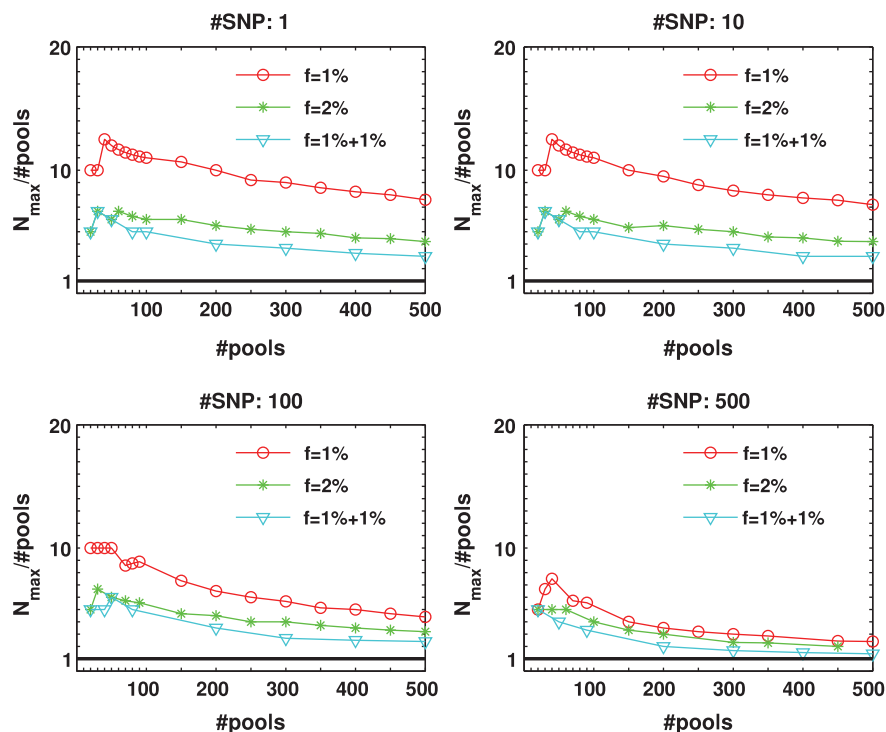 #SNP: 1
20
10
1
N_max/#pools
f=1%
f=2%
f=1%+1%
100 200 300 400 500
#pools
#SNP: 10
20
10
1
N_max/#pools
f=1%
f=2%
f=1%+1%
100 200 300 400 500
#pools
#SNP: 100
20
10
1
N_max/#pools
f=1%
f=2%
f=1%+1%
100 200 300 400 500
#pools
#SNP: 500
20
10
1
N_max/#pools
f=1%
f=2%
f=1%+1%
100 200 300 400 500
#pools